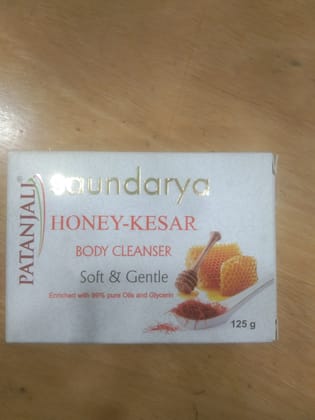 PATANJALI®
Saundarya
HONEY-KESAR
BODY CLEANSER
Soft & Gentle
Enriched with 99% pure Oils and Glycerin
125 g